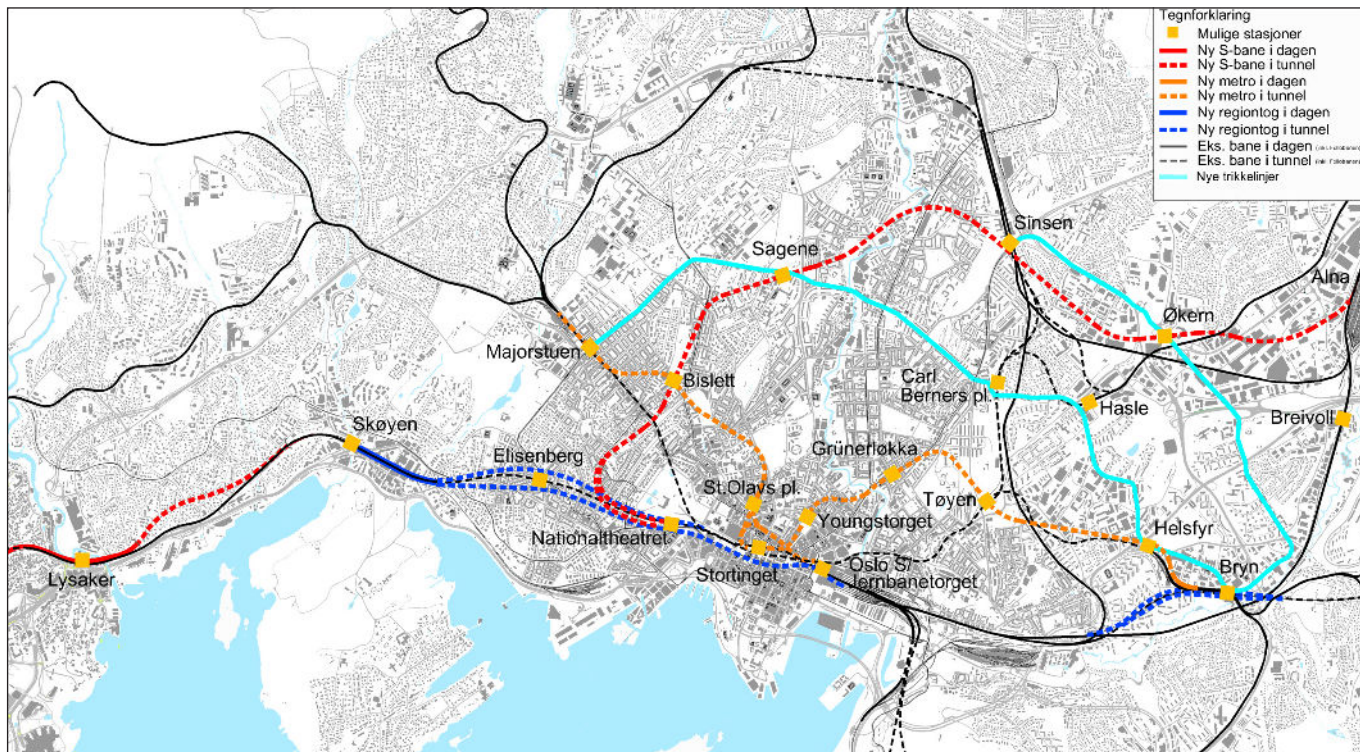 Tegnforklaring
Mulige stasjoner
Ny S-bane i dagen
Ny S-bane i tunnel
Ny metro i dagen
Ny metro i tunnel
Ny regiontog i dagen
Ny regiontog i tunnel
Eks. bane i dagen
Eks. bane i tunnel
Nye trikkelinjer
Sinsen
Sagene
Alna
Økern
Majorstuen
Bislett
Carl
Berners pl.
Hasle
Breivoll
Skøyen
Elisenberg
Grünerløkka
St.Olavs pl.
Tøyen
Youngstorget
Nationaltheatret
Helsfyr
Lysaker
Stortinget
Oslo S/
Jernbanetorget
Bryn